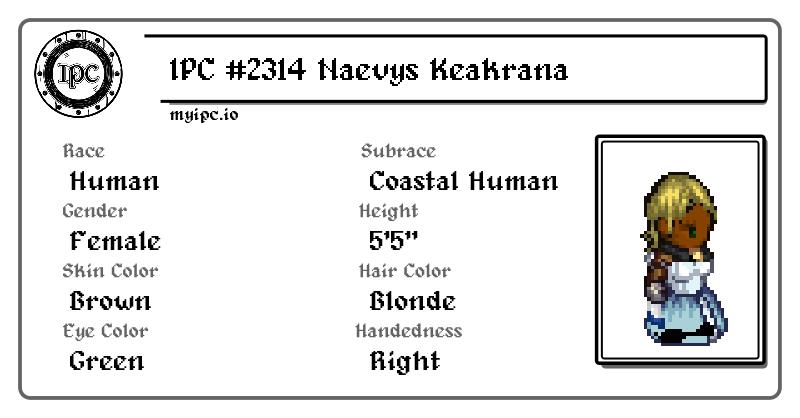 IPC
IPC #2314 Naevys Keakrana
myipc.io
Race
Human
Subrace
Coastal Human
Gender
Female
Height
5'5"
Skin Color
Brown
Hair Color
Blonde
Eye Color
Green
Handedness
Right